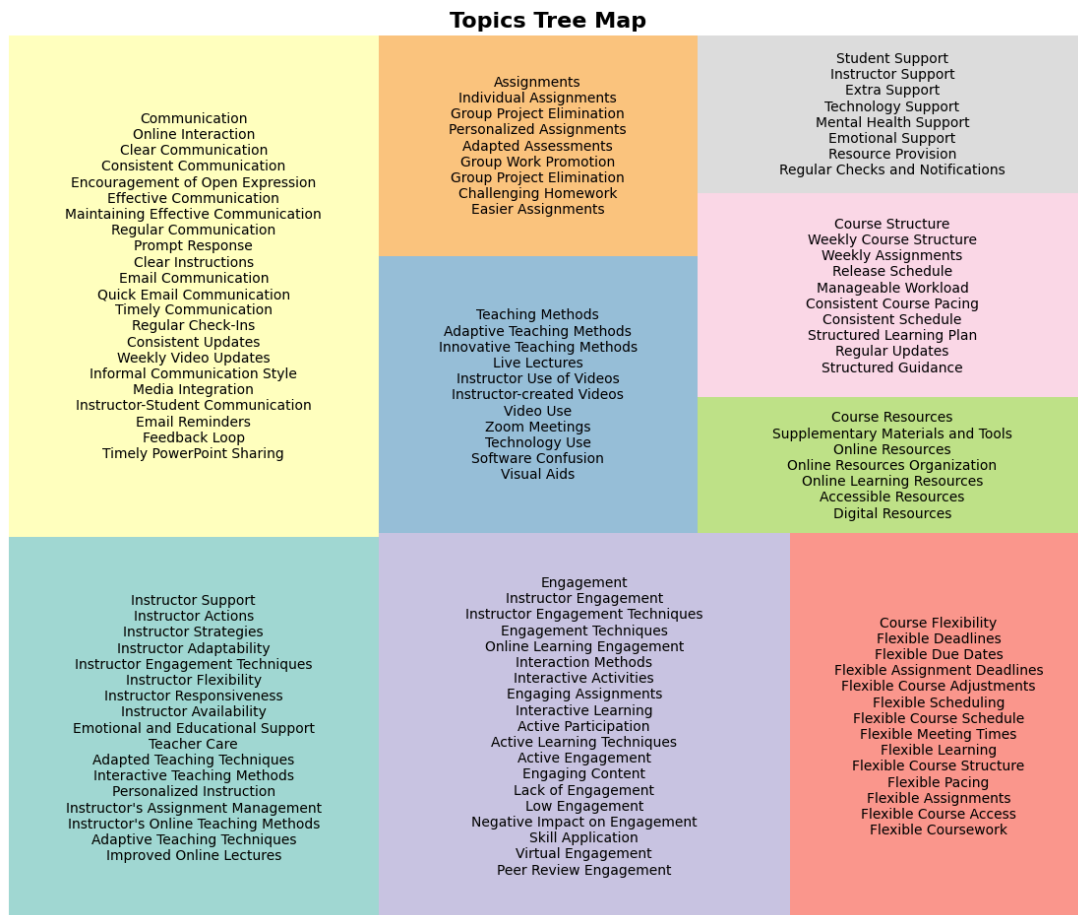 Topics Tree Map
Communication
Online Interaction
Clear Communication
Consistent Communication
Encouragement of Open Expression
Effective Communication
Maintaining Effective Communication
Regular Communication
Prompt Response
Clear Instructions
Email Communication
Quick Email Communication
Timely Communication
Regular Check-Ins
Consistent Updates
Weekly Video Updates
Informal Communication Style
Media Integration
Instructor-Student Communication
Email Reminders
Feedback Loop
Timely PowerPoint Sharing
Assignments
Individual Assignments
Group Project Elimination
Personalized Assignments
Adapted Assessments
Group Work Promotion
Group Project Elimination
Challenging Homework
Easier Assignments
Student Support
Instructor Support
Extra Support
Technology Support
Mental Health Support
Emotional Support
Resource Provision
Regular Checks and Notifications
Teaching Methods
Adaptive Teaching Methods
Innovative Teaching Methods
Live Lectures
Instructor Use of Videos
Instructor-created Videos
Video Use
Zoom Meetings
Technology Use
Software Confusion
Visual Aids
Course Structure
Weekly Course Structure
Weekly Assignments
Release Schedule
Manageable Workload
Consistent Course Pacing
Consistent Schedule
Structured Learning Plan
Regular Updates
Structured Guidance
Course Resources
Supplementary Materials and Tools
Online Resources
Online Resources Organization
Online Learning Resources
Accessible Resources
Digital Resources
Instructor Support
Instructor Actions
Instructor Strategies
Instructor Adaptability
Instructor Engagement Techniques
Instructor Flexibility
Instructor Responsiveness
Instructor Availability
Emotional and Educational Support
Teacher Care
Adapted Teaching Techniques
Interactive Teaching Methods
Personalized Instruction
Instructor's Assignment Management
Instructor's Online Teaching Methods
Adaptive Teaching Techniques
Improved Online Lectures
Engagement
Instructor Engagement
Instructor Engagement Techniques
Engagement Techniques
Online Learning Engagement
Interaction Methods
Interactive Activities
Engaging Assignments
Interactive Learning
Active Participation
Active Learning Techniques
Active Engagement
Engaging Content
Lack of Engagement
Low Engagement
Negative Impact on Engagement
Skill Application
Virtual Engagement
Peer Review Engagement
Course Flexibility
Flexible Deadlines
Flexible Due Dates
Flexible Assignment Deadlines
Flexible Course Adjustments
Flexible Scheduling
Flexible Course Schedule
Flexible Meeting Times
Flexible Learning
Flexible Course Structure
Flexible Pacing
Flexible Assignments
Flexible Course Access
Flexible Coursework